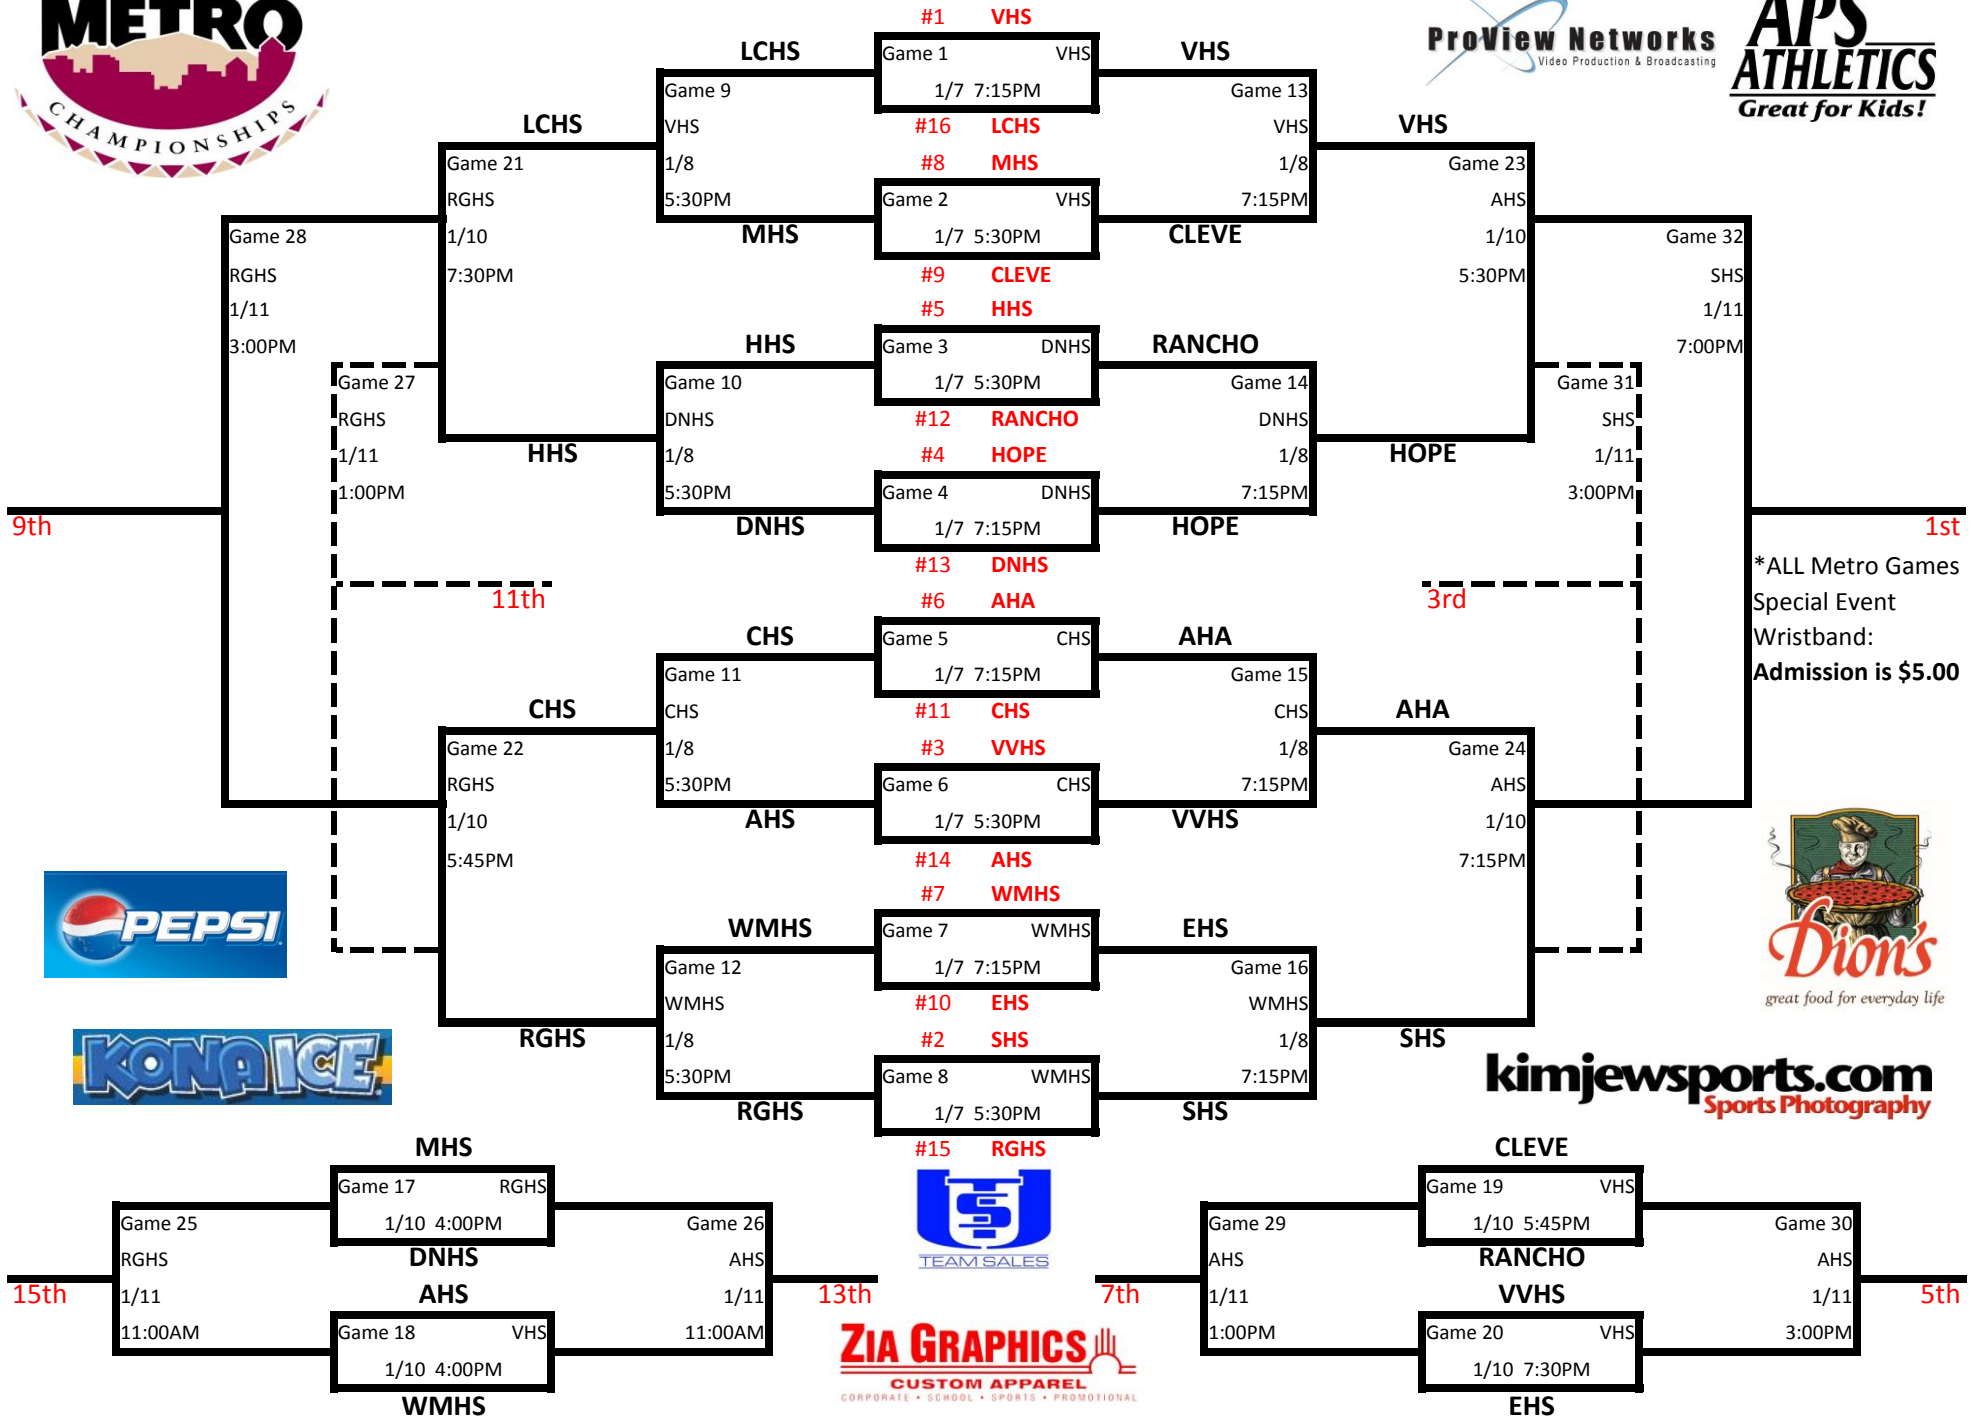 METRO
CHAMPIONSHIPS
ProView Networks
Video Production & Broadcasting
APS
ATHLETICS
Great for Kids!
#1 VHS
LCHS
Game 1 VHS
1/7 7:15PM
VHS
#16 LCHS
Game 9
VHS
1/8
5:30PM
Game 13
VHS
1/8
7:15PM
LCHS
VHS
#8 MHS
Game 2 VHS
1/7 5:30PM
MHS
CLEVE
#9 CLEVE
Game 21
RGHS
1/10
7:30PM
Game 23
AHS
1/10
5:30PM
Game 28
RGHS
1/11
3:00PM
Game 32
SHS
1/11
7:00PM
#5 HHS
HHS
Game 3 DNHS
1/7 5:30PM
RANCHO
#12 RANCHO
Game 10
DNHS
1/8
5:30PM
Game 14
DNHS
1/8
7:15PM
Game 27
RGHS
1/11
1:00PM
Game 31
SHS
1/11
3:00PM
HHS
HOPE
#4 HOPE
Game 4 DNHS
1/7 7:15PM
DNHS
HOPE
#13 DNHS
9th
1st
11th
3rd
*ALL Metro Games
Special Event
Wristband:
Admission is $5.00
#6 AHA
CHS
Game 5 CHS
1/7 7:15PM
AHA
#11 CHS
Game 11
CHS
1/8
5:30PM
Game 15
CHS
1/8
7:15PM
CHS
AHA
#3 VVHS
Game 6 CHS
1/7 5:30PM
AHS
VVHS
#14 AHS
Game 22
RGHS
1/10
5:45PM
Game 24
AHS
1/10
7:15PM
#7 WMHS
WMHS
Game 7 WMHS
1/7 7:15PM
EHS
#10 EHS
Game 12
WMHS
1/8
5:30PM
Game 16
WMHS
1/8
7:15PM
RGHS
SHS
#2 SHS
Game 8 WMHS
1/7 5:30PM
RGHS
SHS
#15 RGHS
PEPSI
KONA ICE
Dion's
great food for everyday life
kimjewsports.com
Sports Photography
MHS
Game 17 RGHS
1/10 4:00PM
DNHS
Game 25
RGHS
1/11
11:00AM
Game 26
AHS
1/11
11:00AM
AHS
Game 18 VHS
1/10 4:00PM
WMHS
15th
13th
US
TEAM SALES
ZIA GRAPHICS
CUSTOM APPAREL
CORPORATE • SCHOOL • SPORTS • PROMOTIONAL
CLEVE
Game 19 VHS
1/10 5:45PM
RANCHO
Game 29
AHS
1/11
1:00PM
Game 30
AHS
1/11
3:00PM
VVHS
Game 20 VHS
1/10 7:30PM
EHS
7th
5th